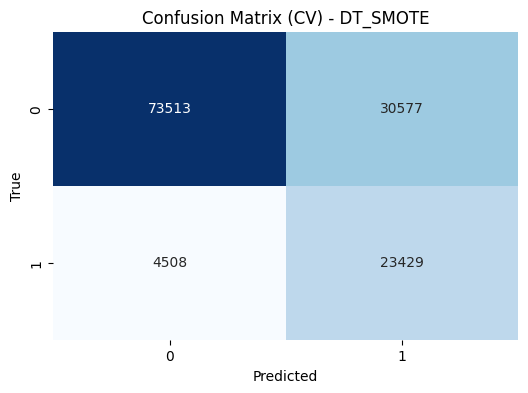 Confusion Matrix (CV) - DT_SMOTE
True
0
73513
30577
1
4508
23429
0
1
Predicted